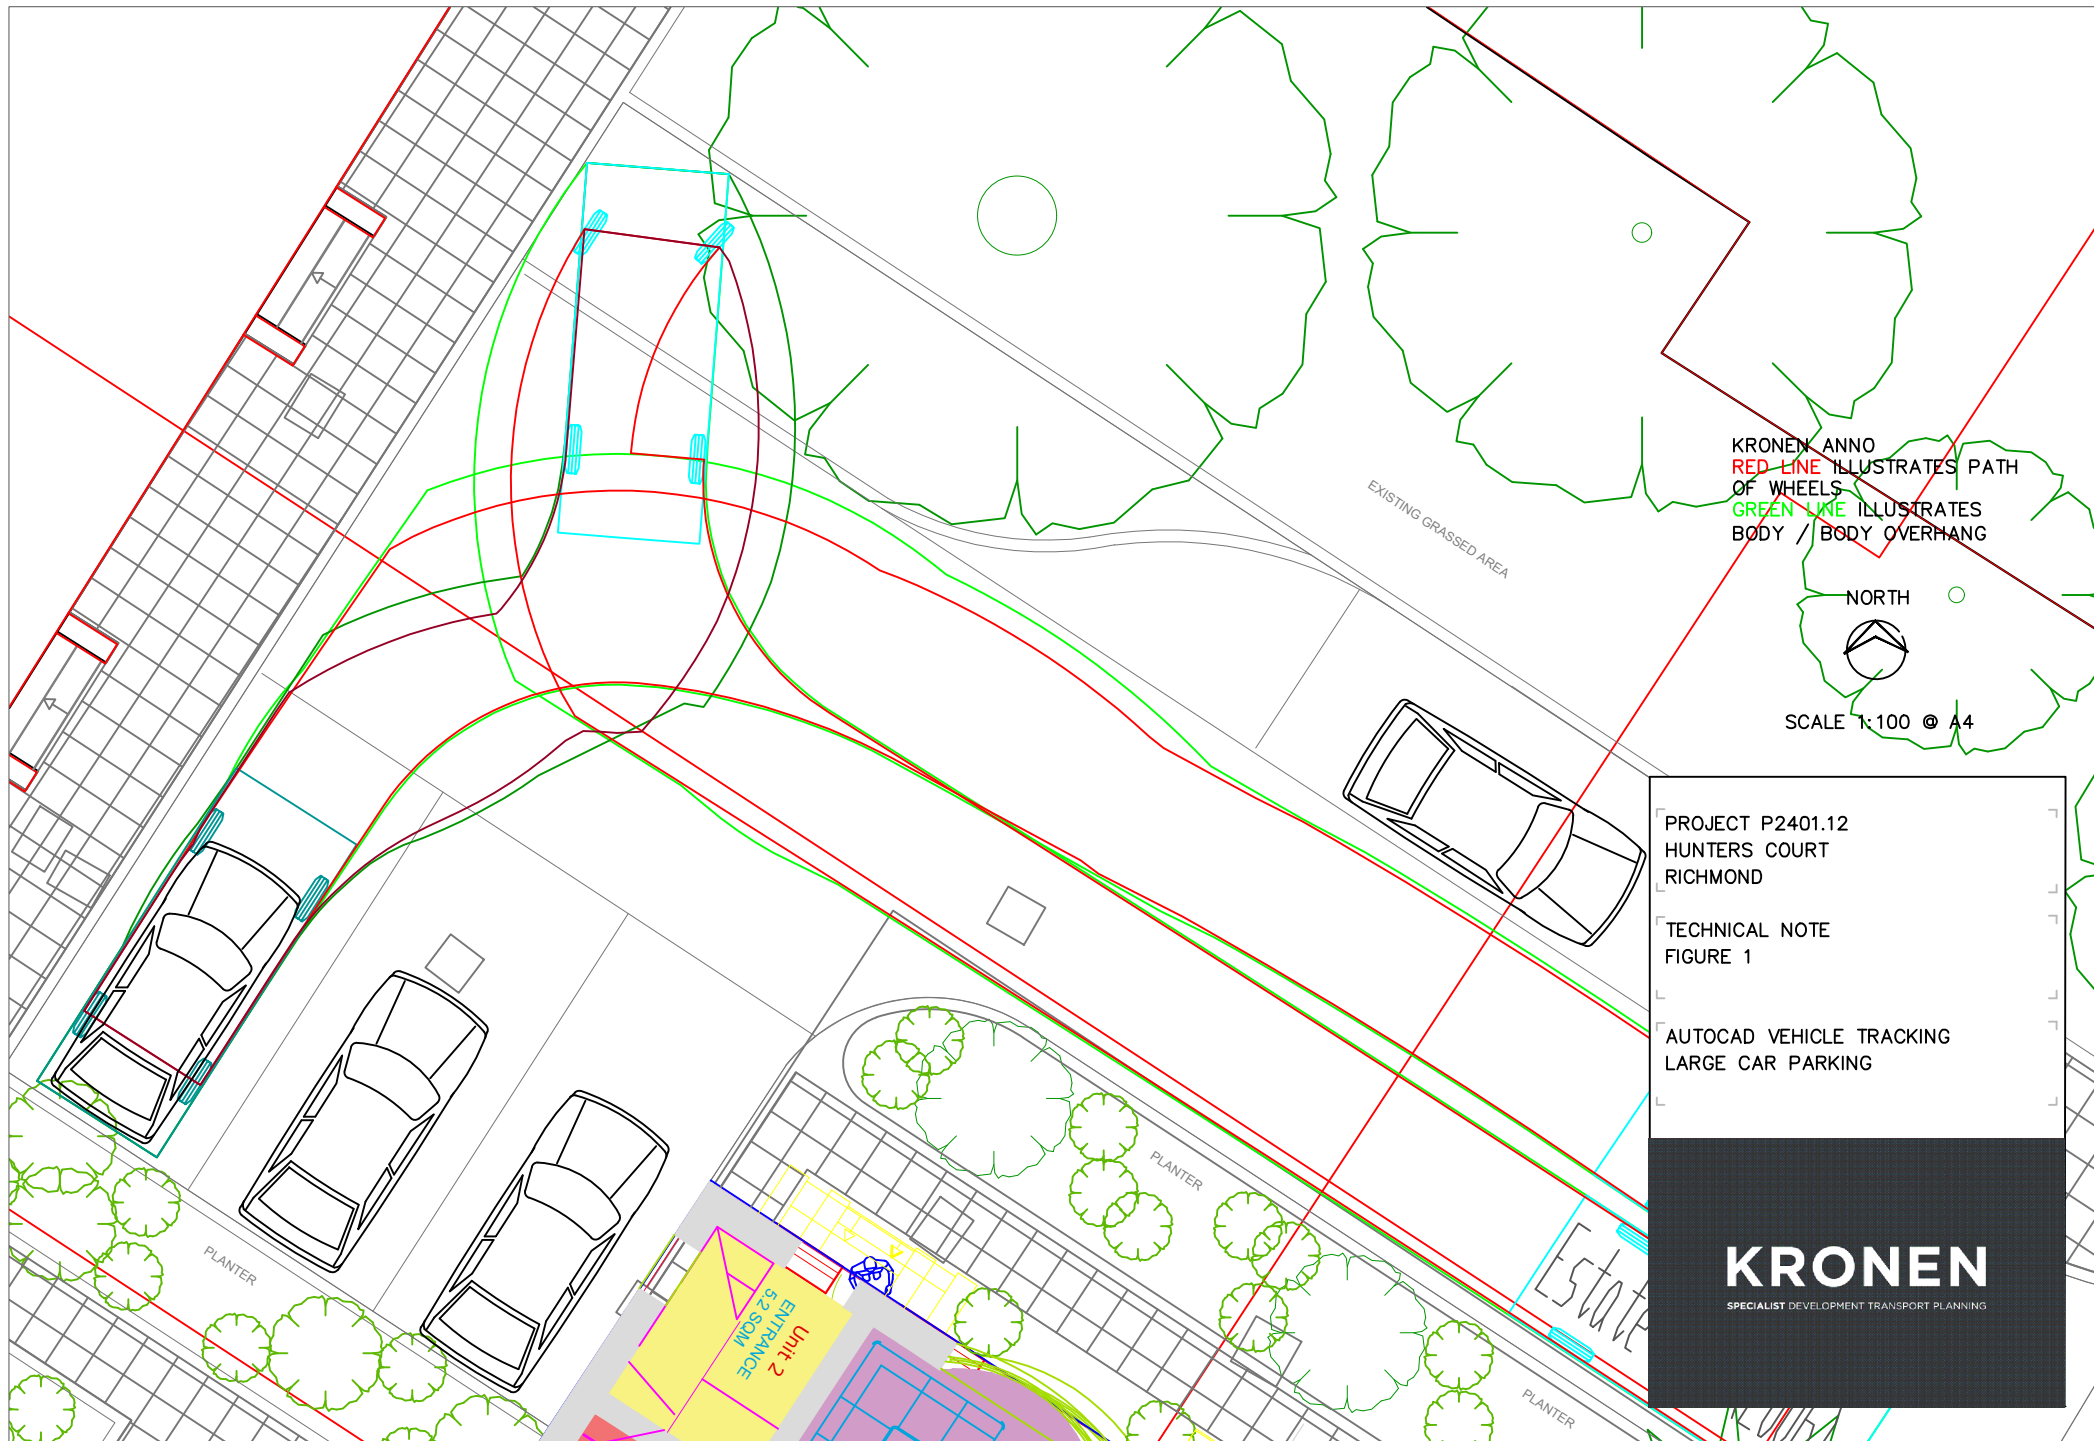 KRONEN ANNO
RED LINE ILLUSTRATES PATH
OF WHEELS
GREEN LINE ILLUSTRATES
BODY / BODY OVERHANG
EXISTING GRASSED AREA
NORTH
SCALE 1:100 @ A4
PROJECT P2401.12
HUNTERS COURT
RICHMOND
TECHNICAL NOTE
FIGURE 1
AUTOCAD VEHICLE TRACKING
LARGE CAR PARKING
PLANTER
PLANTER
PLANTER
Estate
Unit 2
ENTRANCE
5.2 SQM
KRONEN
SPECIALIST DEVELOPMENT TRANSPORT PLANNING